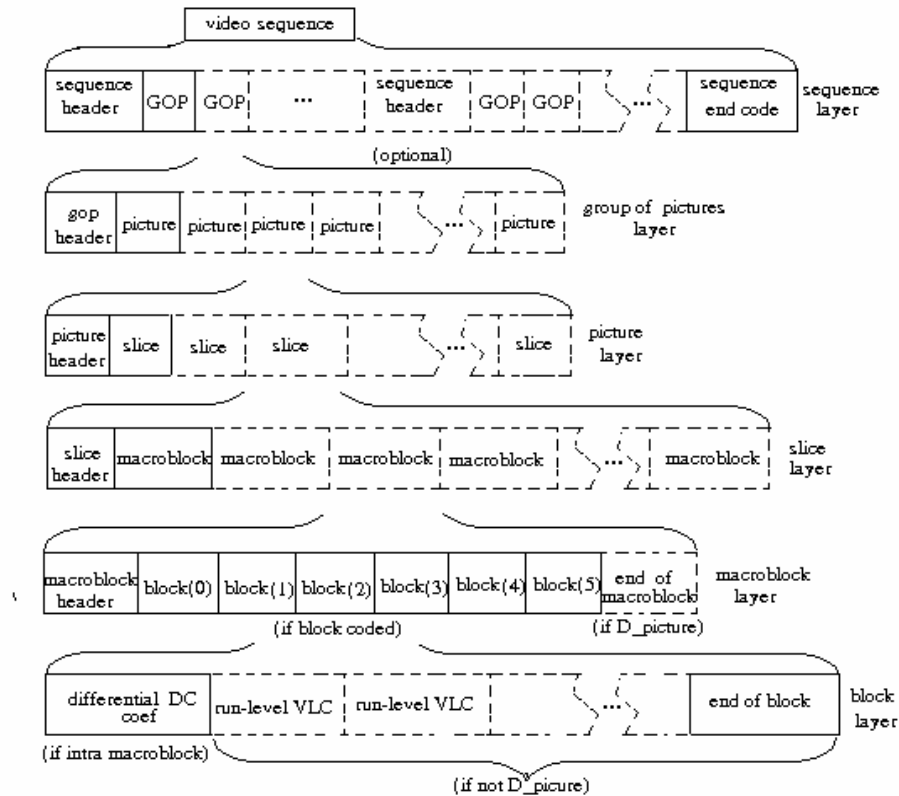 video sequence
sequence header
GOP
GOP
...
sequence header
GOP
GOP
...
sequence end code
sequence layer
(optional)
gop header
picture
picture
picture
picture
...
picture
group of pictures layer
picture header
slice
slice
slice
...
slice
picture layer
slice header
macroblock
macroblock
macroblock
macroblock
...
macroblock
slice layer
macroblock header
block(0)
block(1)
block(2)
block(3)
block(4)
block(5)
end of macroblock
macroblock layer
(if block coded)
(if D_picture)
differential DC coef
run-level VLC
run-level VLC
...
end of block
block layer
(if intra macroblock)
(if not D_picure)